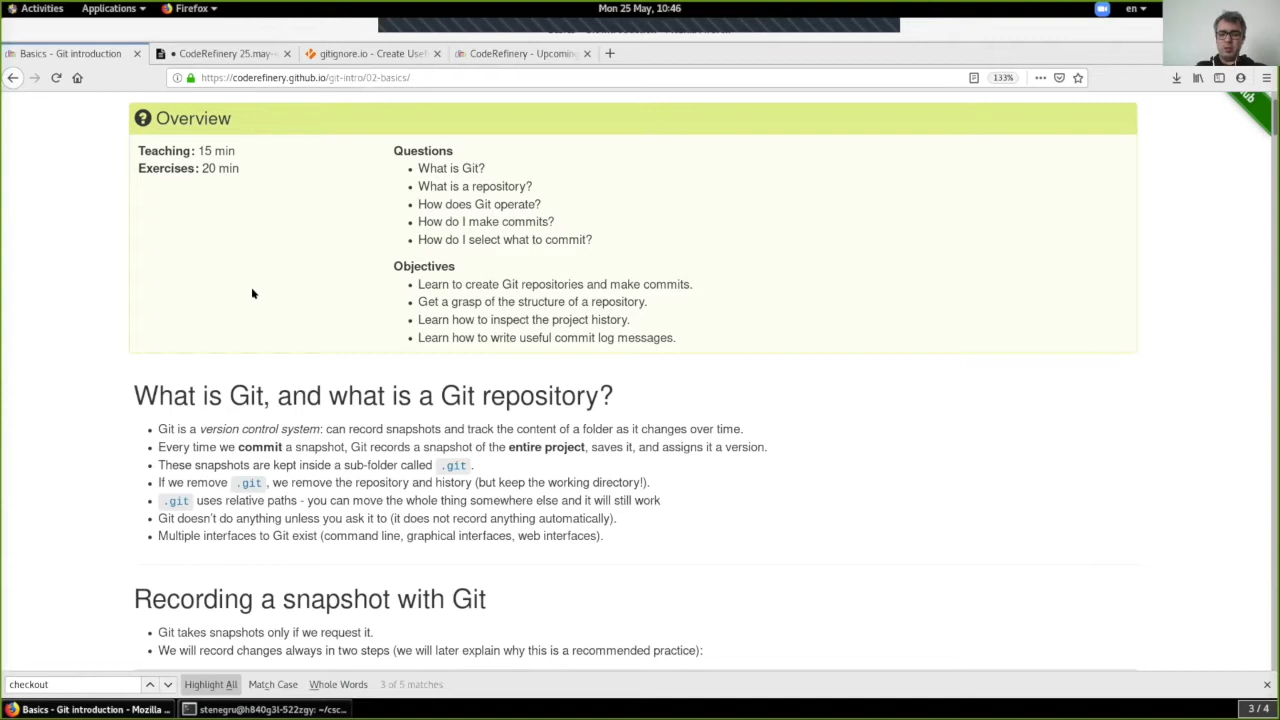 Activities Applications Firefox Mon 25 May, 10:46 en
Basics - Git introduction CodeRefinery 25.may- gitignore.io - Create Usef CodeRefinery - Upcoming
https://coderefinery.github.io/git-intro/02-basics/ 133%
Overview
Teaching: 15 min
Exercises: 20 min
Questions
What is Git?
What is a repository?
How does Git operate?
How do I make commits?
How do I select what to commit?
Objectives
Learn to create Git repositories and make commits.
Get a grasp of the structure of a repository.
Learn how to inspect the project history.
Learn how to write useful commit log messages.
What is Git, and what is a Git repository?
Git is a version control system: can record snapshots and track the content of a folder as it changes over time.
Every time we commit a snapshot, Git records a snapshot of the entire project, saves it, and assigns it a version.
These snapshots are kept inside a sub-folder called .git.
If we remove .git, we remove the repository and history (but keep the working directory!).
.git uses relative paths - you can move the whole thing somewhere else and it will still work
Git doesn't do anything unless you ask it to (it does not record anything automatically).
Multiple interfaces to Git exist (command line, graphical interfaces, web interfaces).
Recording a snapshot with Git
Git takes snapshots only if we request it.
We will record changes always in two steps (we will later explain why this is a recommended practice):
checkout Highlight All Match Case Whole Words 3 of 5 matches
Basics - Git introduction - Mozilla ... stenegru@h840g3l-522zgy: ~/csc... 3 / 4